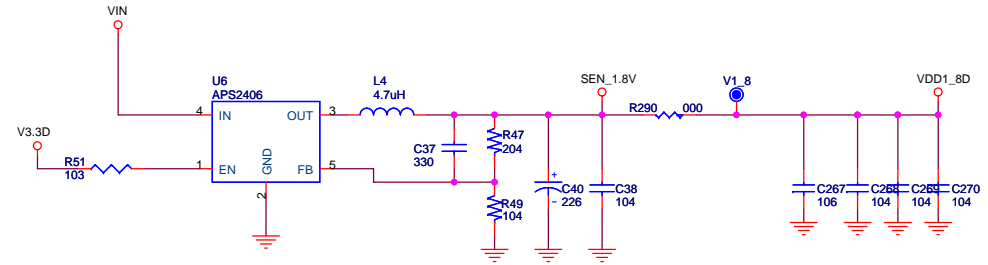 VIN
U6
APS2406
L4
4.7uH
SEN_1.8V
V1_8
VDD1_8D
4
IN
OUT
3
R290 000
V3.3D
R51
103
1
EN
GND
FB
5
2
C37
330
R47
204
R49
104
C40
226
+
-
C38
104
C267
106
C268
104
C269
104
C270
104